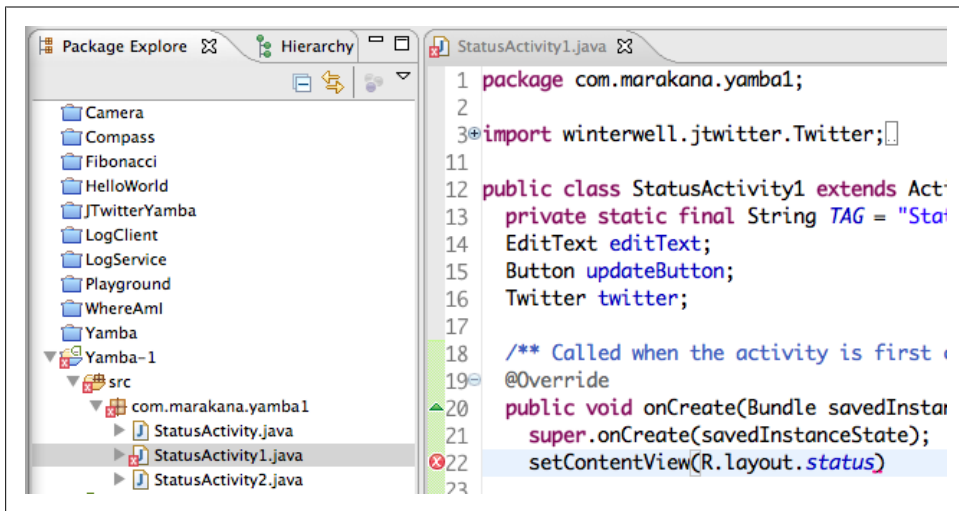 Package Explore
Hierarchy
Camera
Compass
Fibonacci
HelloWorld
JTwitterYamba
LogClient
LogService
Playground
WhereAmI
Yamba
Yamba-1
src
com.marakana.yamba1
StatusActivity.java
StatusActivity1.java
StatusActivity2.java
StatusActivity1.java
1 package com.marakana.yamba1;
2
3 import winterwell.jtwitter.Twitter;
11
12 public class StatusActivity1 extends Act
13 private static final String TAG = "Stat
14 EditText editText;
15 Button updateButton;
16 Twitter twitter;
17
18 /** Called when the activity is first
19 @Override
20 public void onCreate(Bundle savedInstan
21 super.onCreate(savedInstanceState);
22 setContentView(R.layout.status)
23